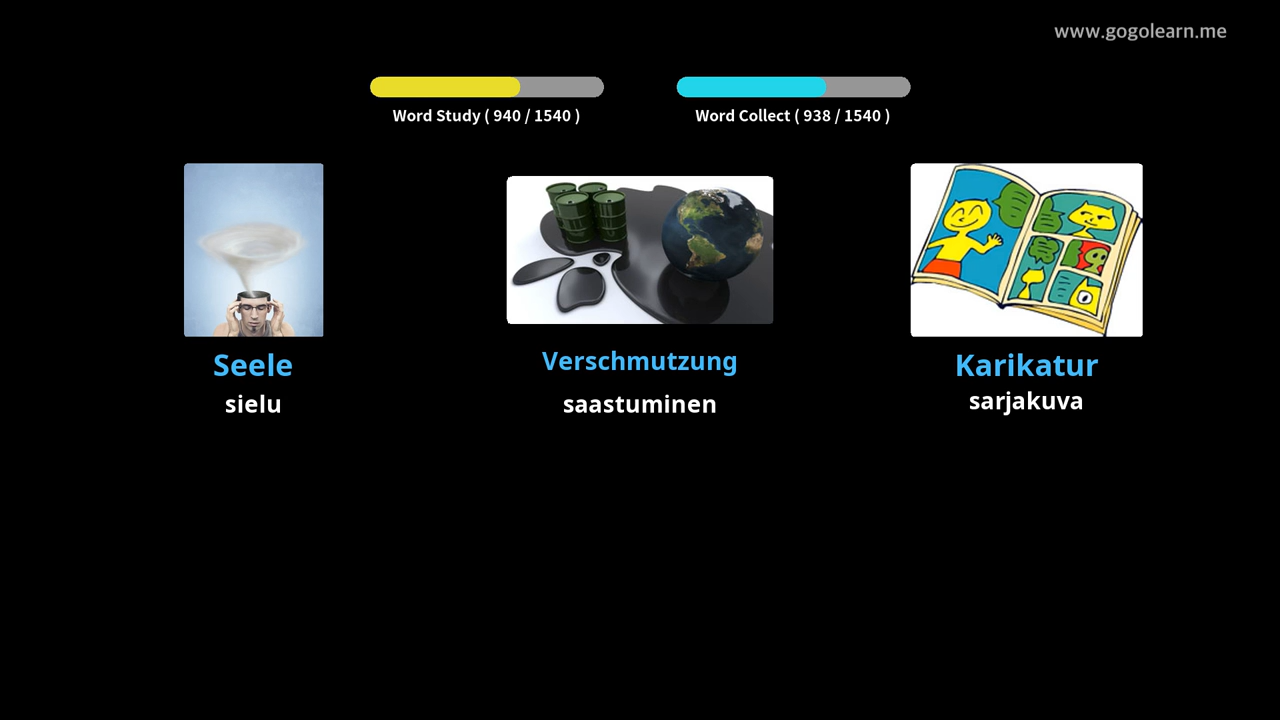 www.gogolearn.me
Word Study ( 940 / 1540 )
Word Collect ( 938 / 1540 )
Seele
sielu
Verschmutzung
saastuminen
Karikatur
sarjakuva